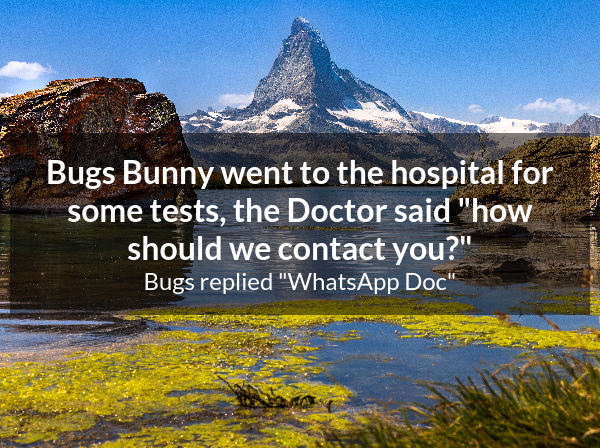 Bugs Bunny went to the hospital for
some tests, the Doctor said "how
should we contact you?"
Bugs replied "WhatsApp Doc"